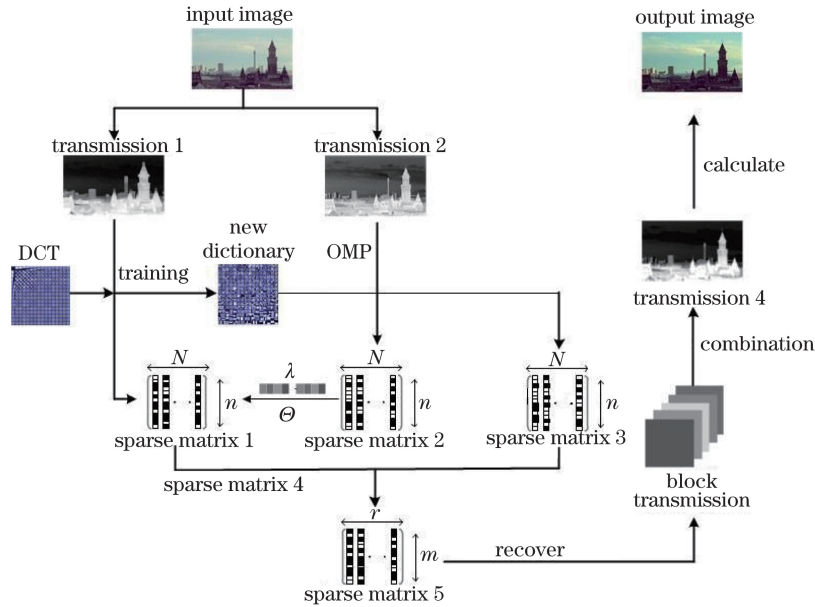 input image
output image
transmission 1
transmission 2
calculate
DCT
training
new
dictionary
OMP
transmission 4
combination
N
N
N
λ
n
Θ
n
n
sparse matrix 1
sparse matrix 2
sparse matrix 3
sparse matrix 4
block
transmission
r
m
recover
sparse matrix 5